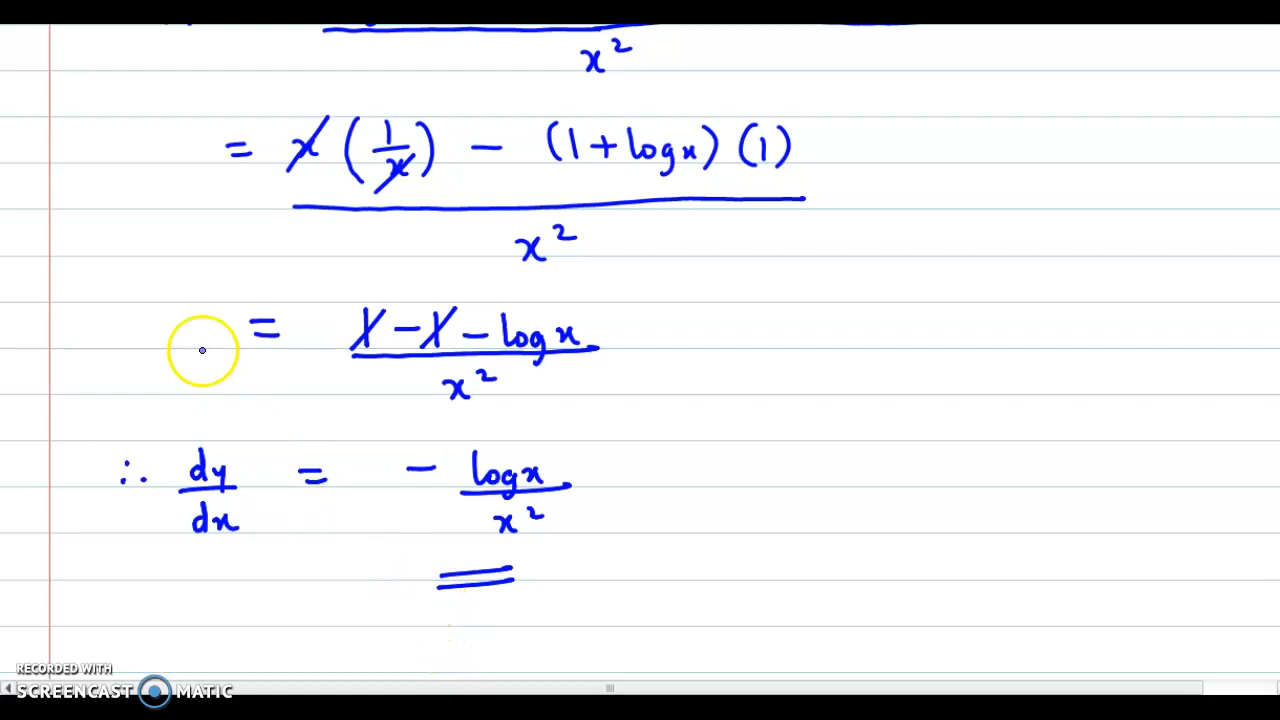 x²
= x (1/x) - (1 + logx) (1)
x²
= 1 - 1 - logx
x²
∴ dy/dx = - logx/x²
RECORDED WITH
SCREENCAST MATIC